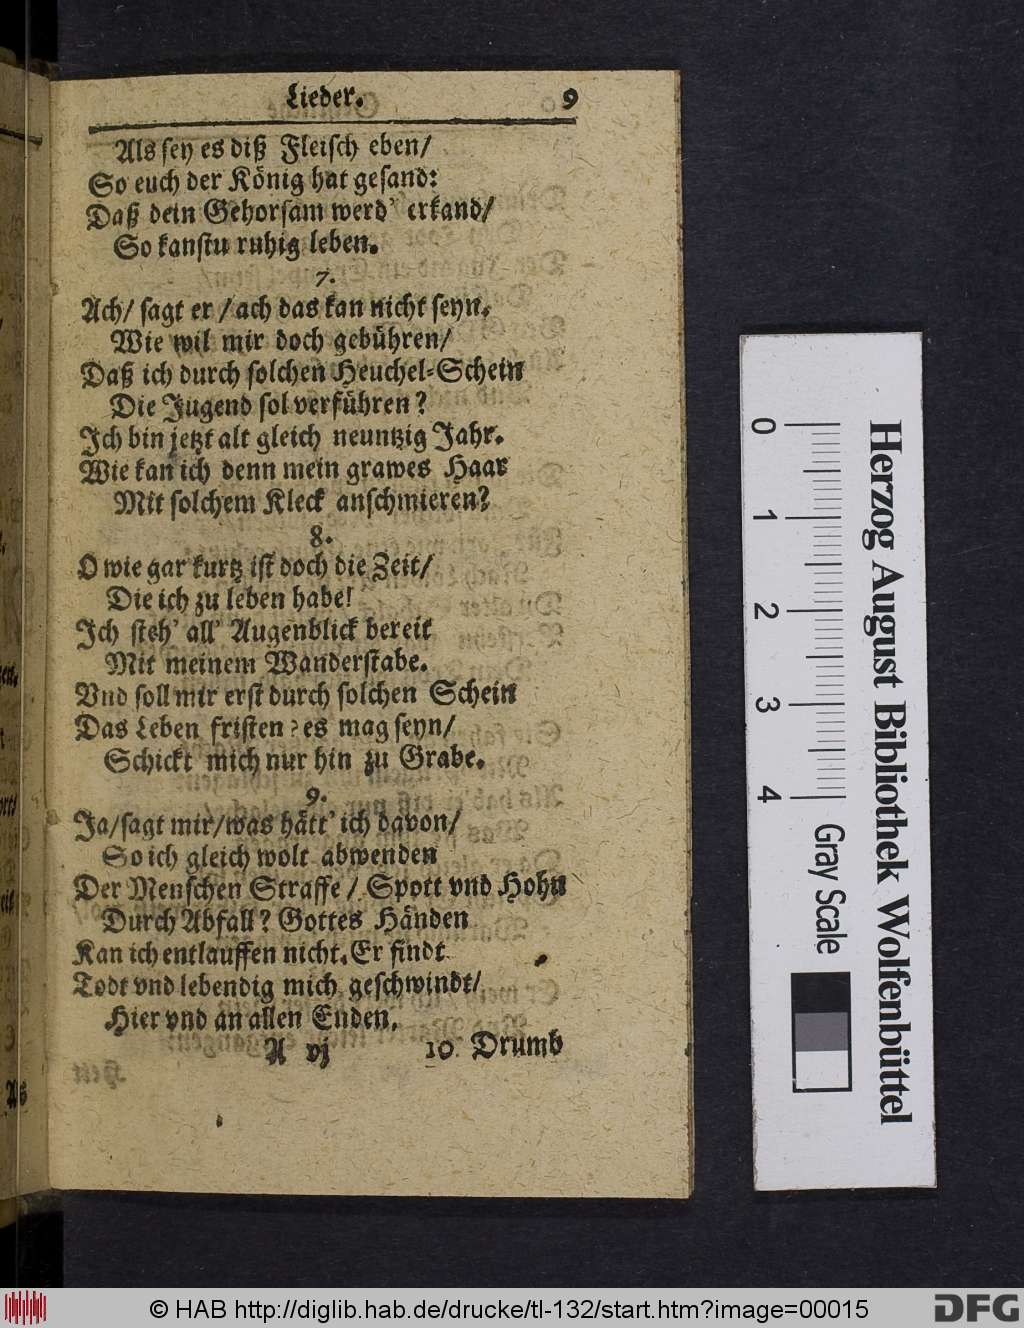 Lieder. 9
Als sey es diß Fleisch eben/
So euch der König hat gesand:
Daß dein Gehorsam werd' erkand/
So kanstu ruhig leben.
7.
Ach/ sagt er / ach das kan nicht seyn.
Wie wil mir doch gebühren/
Daß ich durch solchen Heuchel-Schein
Die Jugend sol verführen?
Ich bin jetzt alt gleich neuntzig Jahr.
Wie kan ich denn mein grawes Haar
Mit solchem Kleck anschmieren?
8.
O wie gar kurtz ist doch die Zeit/
Die ich zu leben habe!
Ich steh' all' Augenblick bereit
Mit meinem Wanderstabe.
Vnd soll mir erst durch solchen Schein
Das Leben fristen? es mag seyn/
Schickt mich nur hin zu Grabe.
9.
Ja/sagt mir/was hätt' ich davon/
So ich gleich wolt abwenden
Der Menschen Straffe / Spott vnd Hohn
Durch Abfall? Gottes Händen
Kan ich entlauffen nicht. Er findt
Todt vnd lebendig mich geschwindt/
Hier vnd an allen Enden.
A vj 10. Drumb
Herzog August Bibliothek Wolfenbüttel
0 1 2 3 4 Gray Scale
© HAB http://diglib.hab.de/drucke/tl-132/start.htm?image=00015
DFG